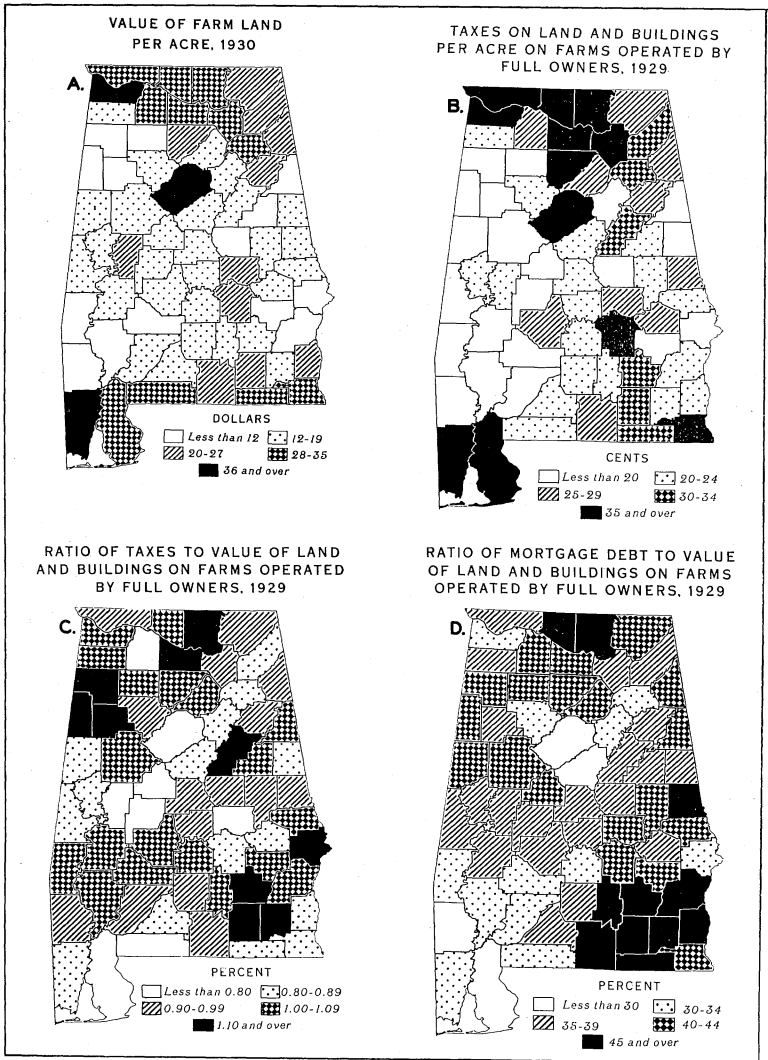 VALUE OF FARM LAND
PER ACRE, 1930
A.
DOLLARS
Less than 12
12-19
20-27
28-35
36 and over
TAXES ON LAND AND BUILDINGS
PER ACRE ON FARMS OPERATED BY
FULL OWNERS, 1929
B.
CENTS
Less than 20
20-24
25-29
30-34
35 and over
RATIO OF TAXES TO VALUE OF LAND
AND BUILDINGS ON FARMS OPERATED
BY FULL OWNERS, 1929
C.
PERCENT
Less than 0.80
0.80-0.89
0.90-0.99
1.00-1.09
1.10 and over
RATIO OF MORTGAGE DEBT TO VALUE
OF LAND AND BUILDINGS ON FARMS
OPERATED BY FULL OWNERS, 1929
D.
PERCENT
Less than 30
30-34
35-39
40-44
45 and over